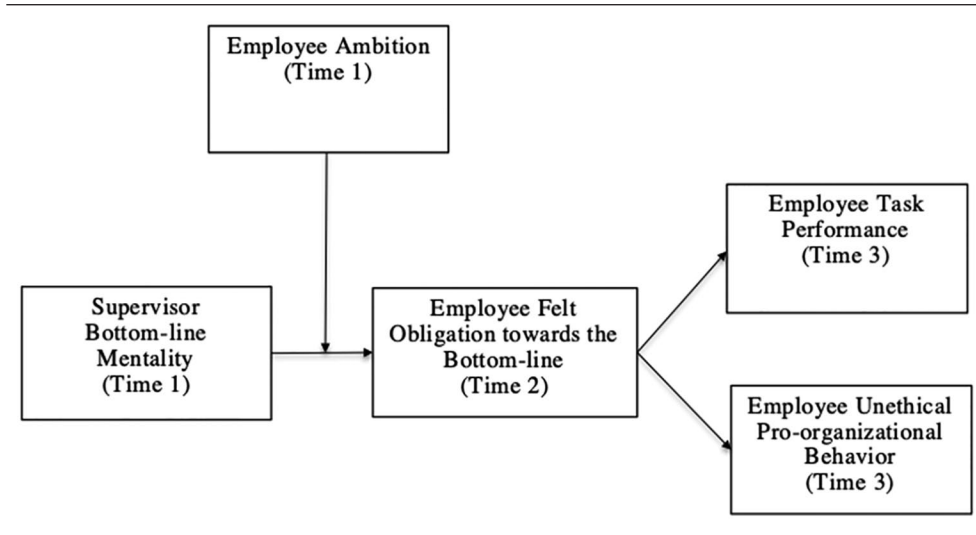 Employee Ambition
(Time 1)
Supervisor
Bottom-line
Mentality
(Time 1)
Employee Felt
Obligation towards the
Bottom-line
(Time 2)
Employee Task
Performance
(Time 3)
Employee Unethical
Pro-organizational
Behavior
(Time 3)